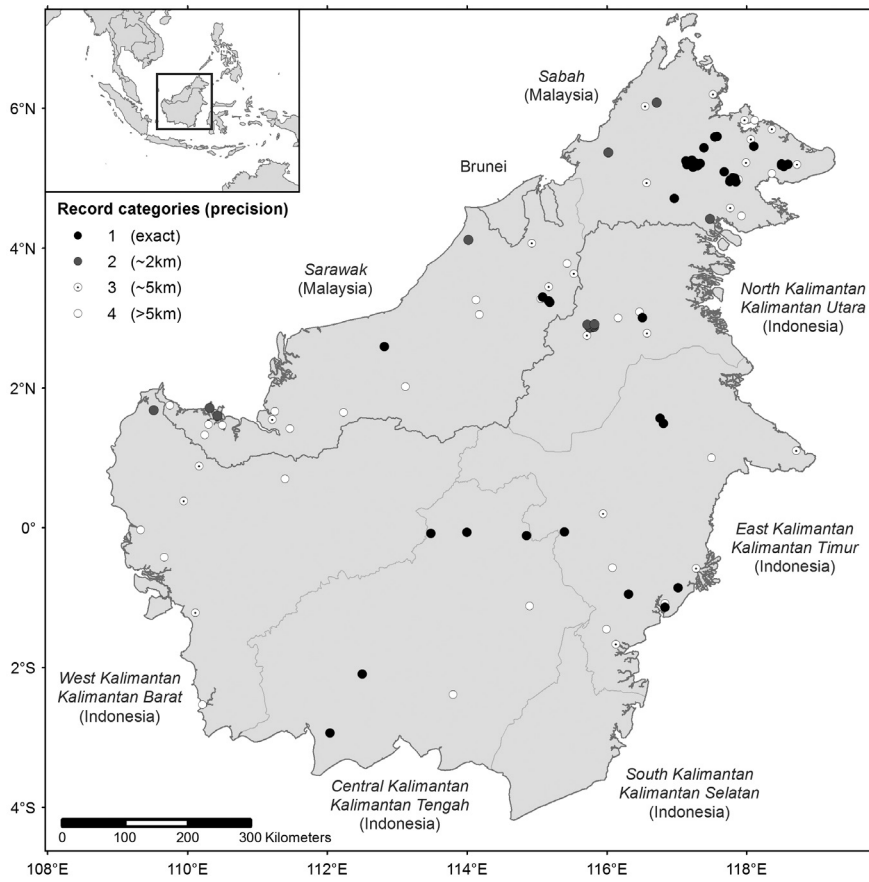 6°N
4°N
2°N
0°
2°S
4°S
Sabah
(Malaysia)
Brunei
Record categories (precision)
1 (exact)
2 (~2km)
3 (~5km)
4 (>5km)
Sarawak
(Malaysia)
North Kalimantan
Kalimantan Utara
(Indonesia)
East Kalimantan
Kalimantan Timur
(Indonesia)
West Kalimantan
Kalimantan Barat
(Indonesia)
Central Kalimantan
Kalimantan Tengah
(Indonesia)
South Kalimantan
Kalimantan Selatan
(Indonesia)
0 100 200 300 Kilometers
108°E 110°E 112°E 114°E 116°E 118°E